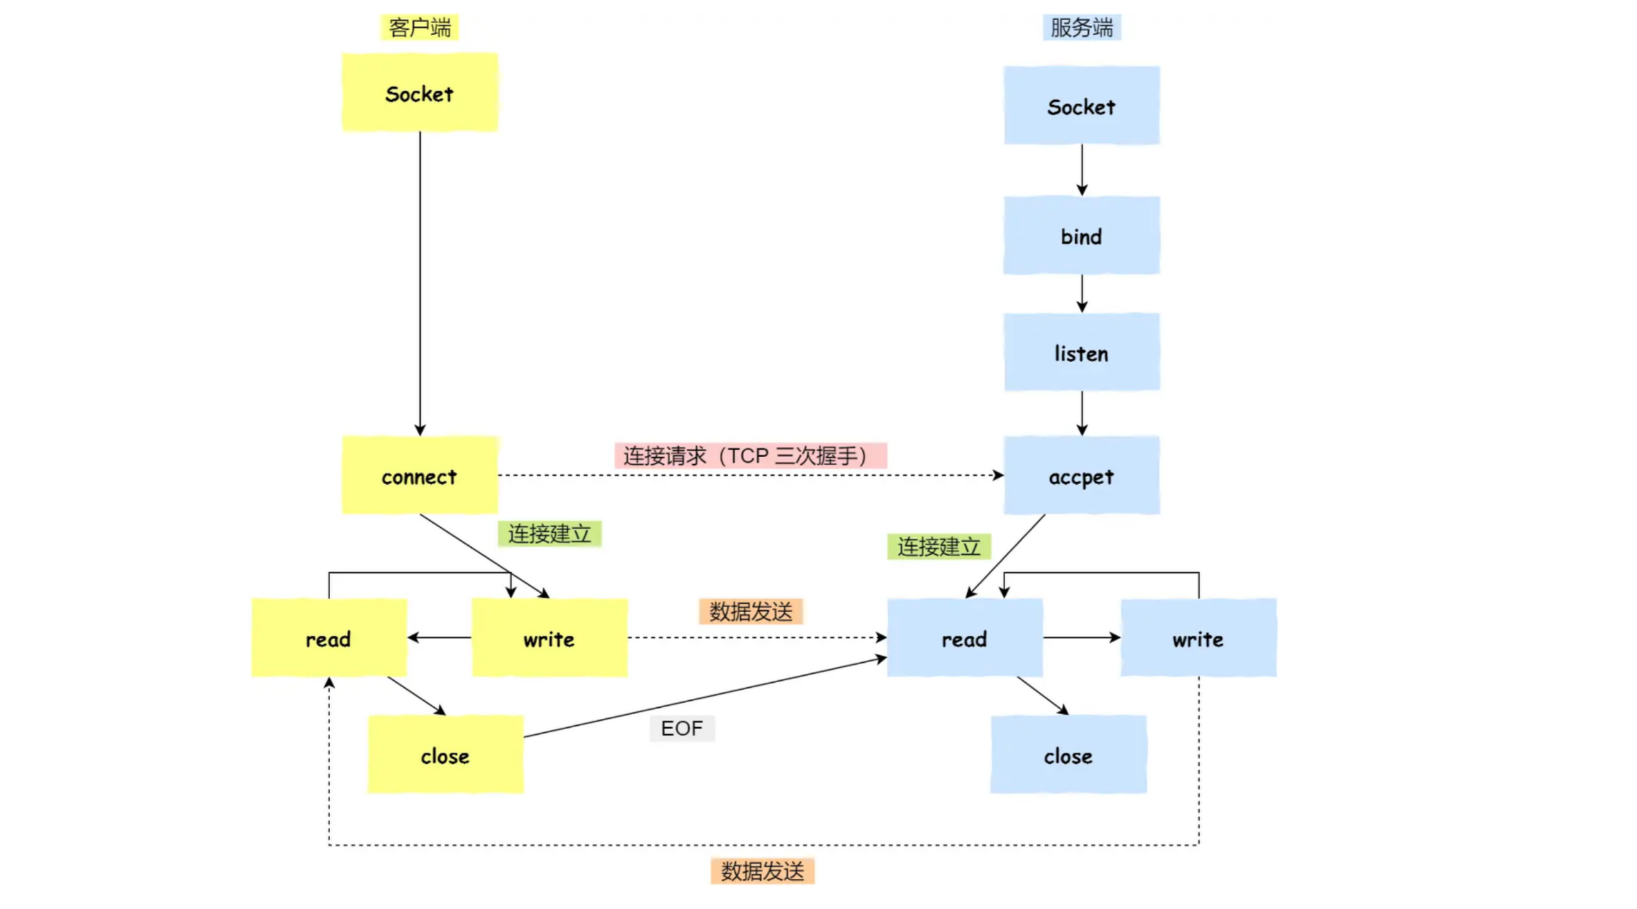 客户端
服务端
Socket
Socket
bind
listen
connect
连接请求（TCP 三次握手）
accpet
连接建立
连接建立
数据发送
read
write
read
write
EOF
close
close
数据发送